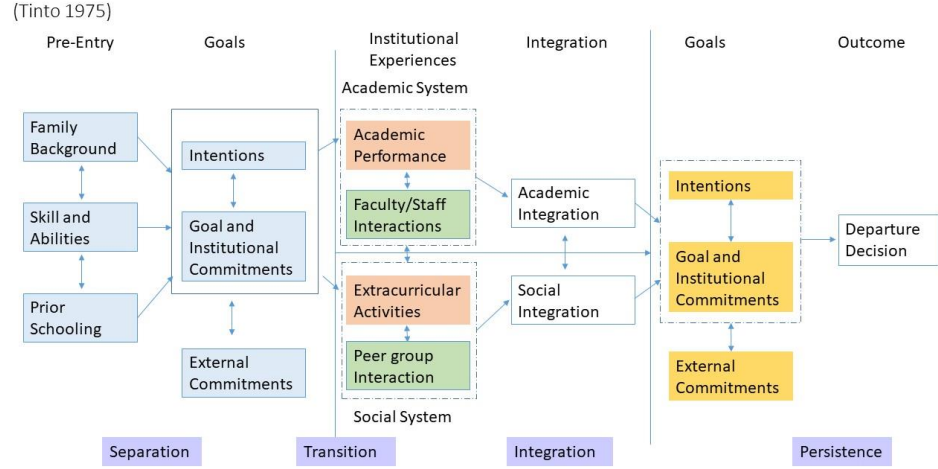 (Tinto 1975)
Pre-Entry
Goals
Institutional
Experiences
Integration
Goals
Outcome
Academic System
Family
Background
Skill and
Abilities
Prior
Schooling
Intentions
Goal and
Institutional
Commitments
External
Commitments
Academic
Performance
Faculty/Staff
Interactions
Extracurricular
Activities
Peer group
Interaction
Social System
Academic
Integration
Social
Integration
Intentions
Goal and
Institutional
Commitments
External
Commitments
Departure
Decision
Separation
Transition
Integration
Persistence